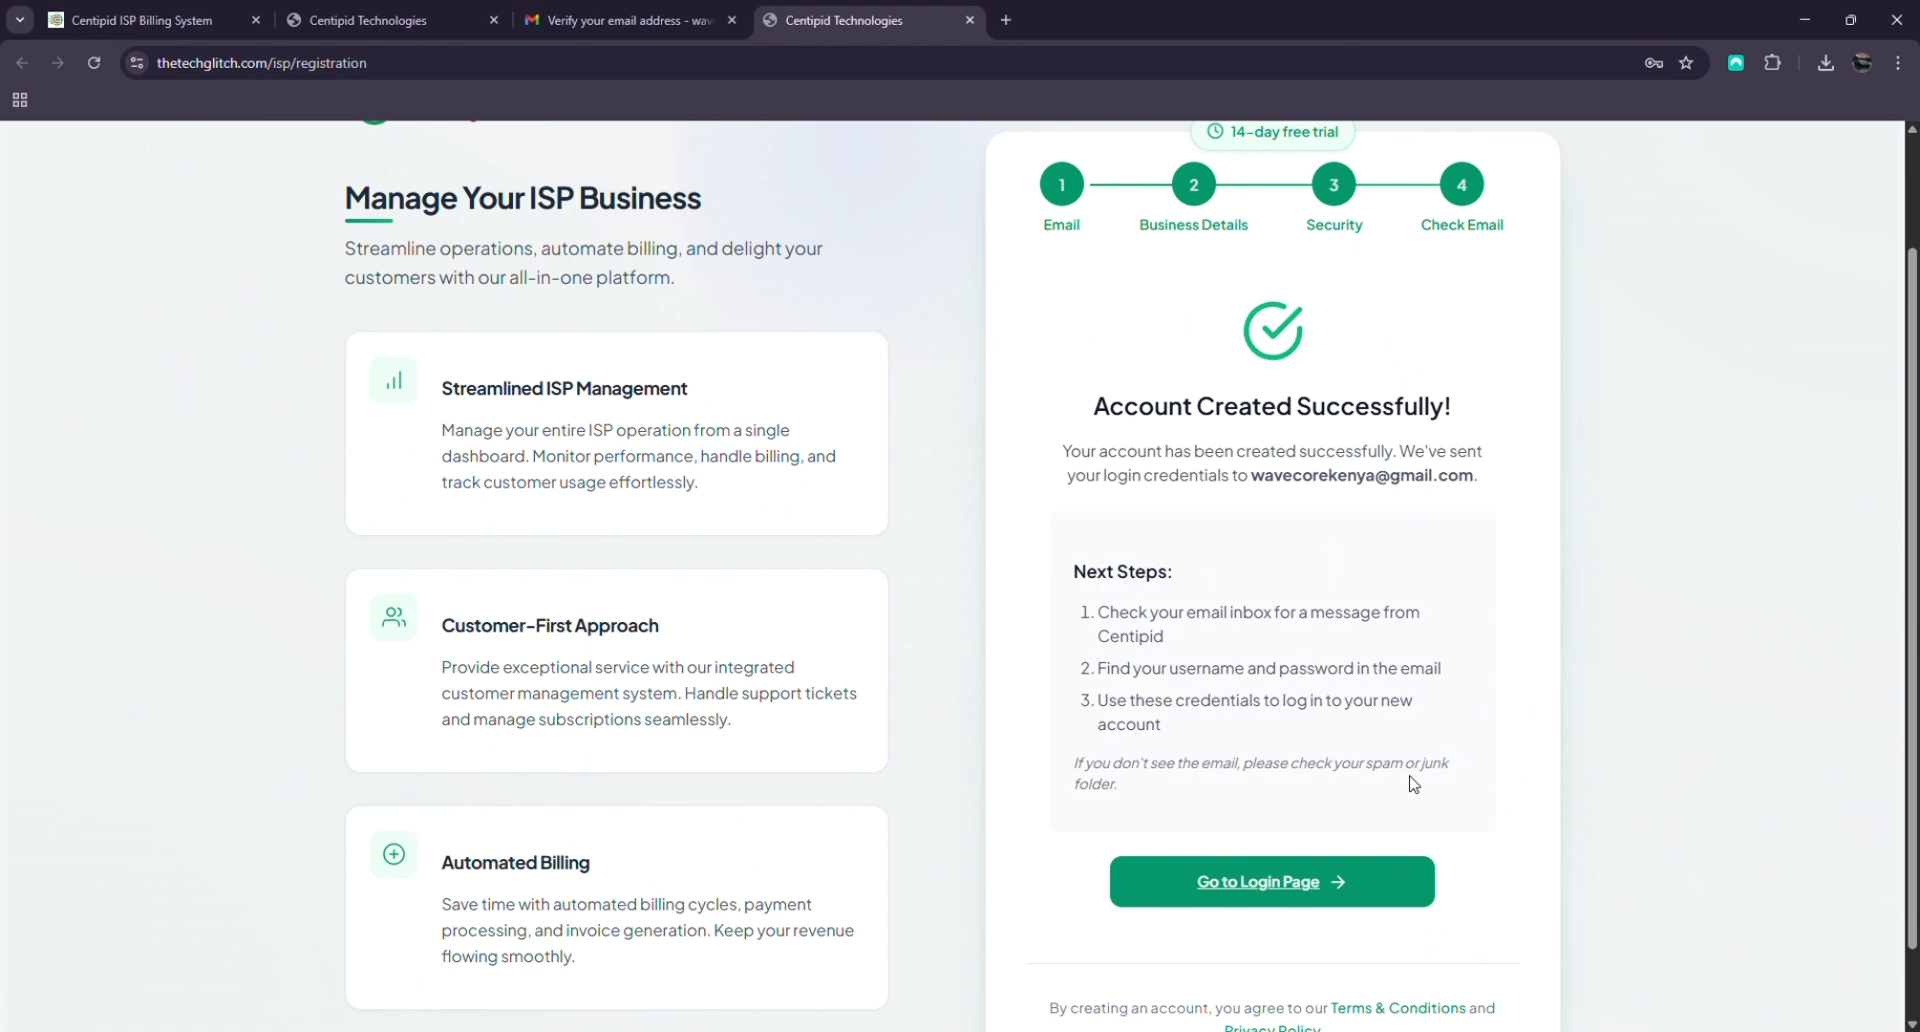 Centipid ISP Billing System
Centipid Technologies
Verify your email address - wav
Centipid Technologies
thetechglitch.com/isp/registration
Manage Your ISP Business
Streamline operations, automate billing, and delight your
customers with our all-in-one platform.
Streamlined ISP Management
Manage your entire ISP operation from a single
dashboard. Monitor performance, handle billing, and
track customer usage effortlessly.
Customer-First Approach
Provide exceptional service with our integrated
customer management system. Handle support tickets
and manage subscriptions seamlessly.
Automated Billing
Save time with automated billing cycles, payment
processing, and invoice generation. Keep your revenue
flowing smoothly.
14-day free trial
1
2
3
4
Email
Business Details
Security
Check Email
Account Created Successfully!
Your account has been created successfully. We've sent
your login credentials to wavecorekenya@gmail.com.
Next Steps:
1. Check your email inbox for a message from
Centipid
2. Find your username and password in the email
3. Use these credentials to log in to your new
account
If you don't see the email, please check your spam or junk
folder.
Go to Login Page →
By creating an account, you agree to our Terms & Conditions and
Privacy Policy